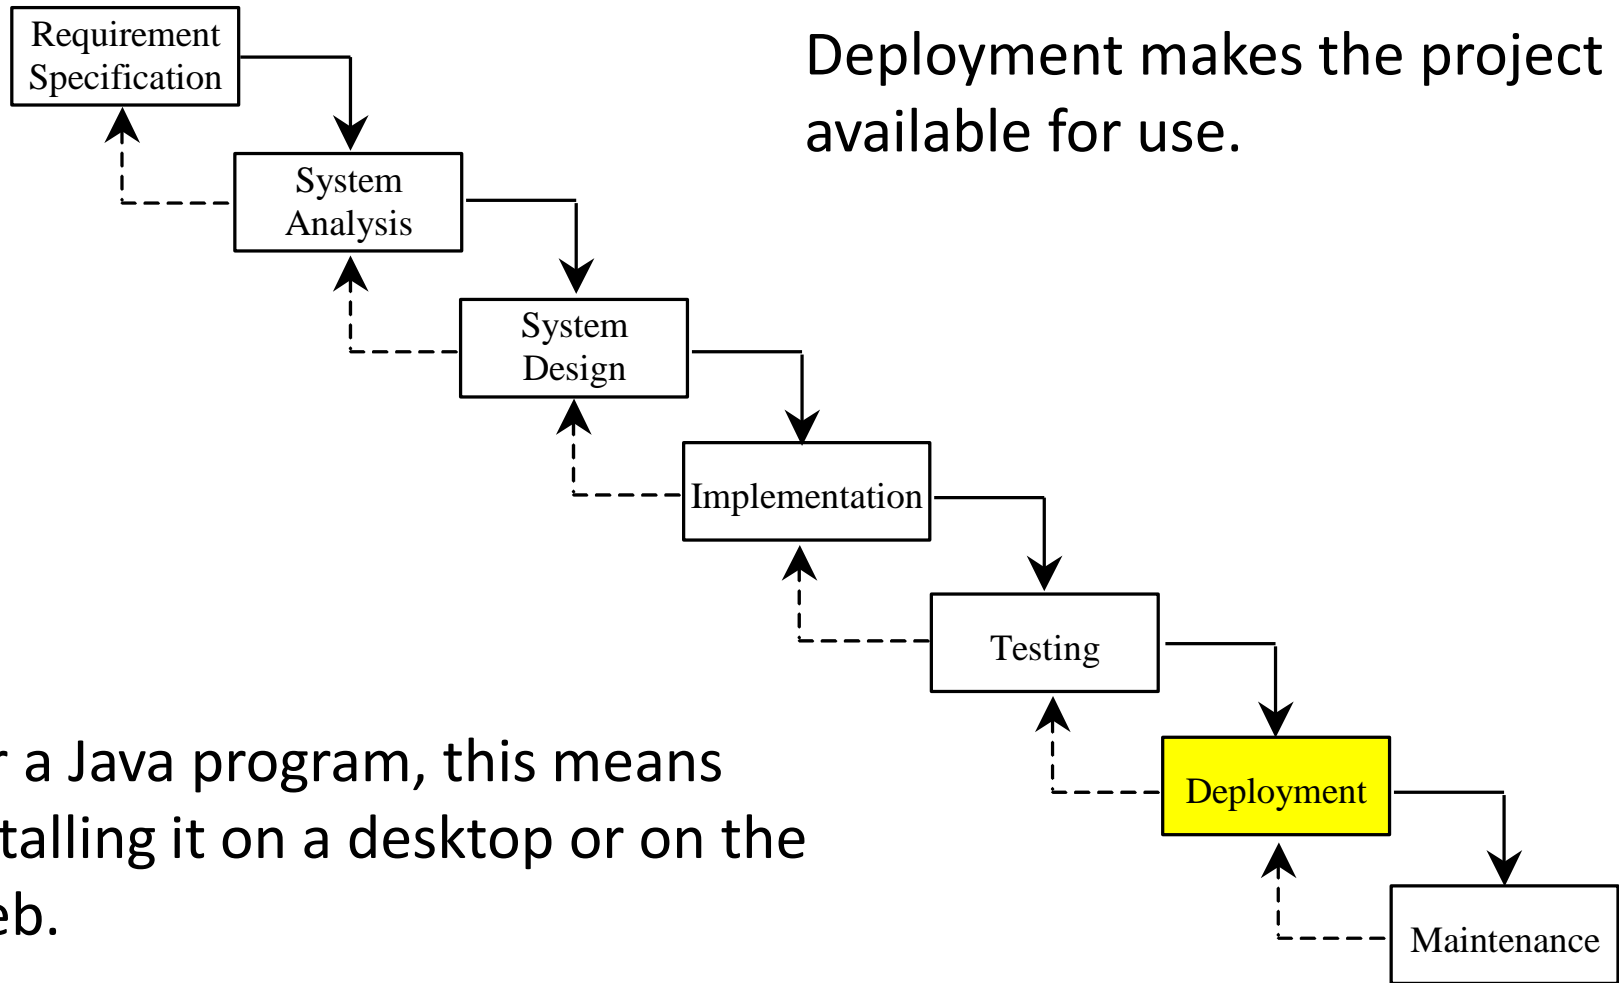 Requirement
Specification
Deployment makes the project
available for use.
System
Analysis
System
Design
Implementation
Testing
a Java program, this means
talling it on a desktop or on the
eb.
Deployment
Maintenance